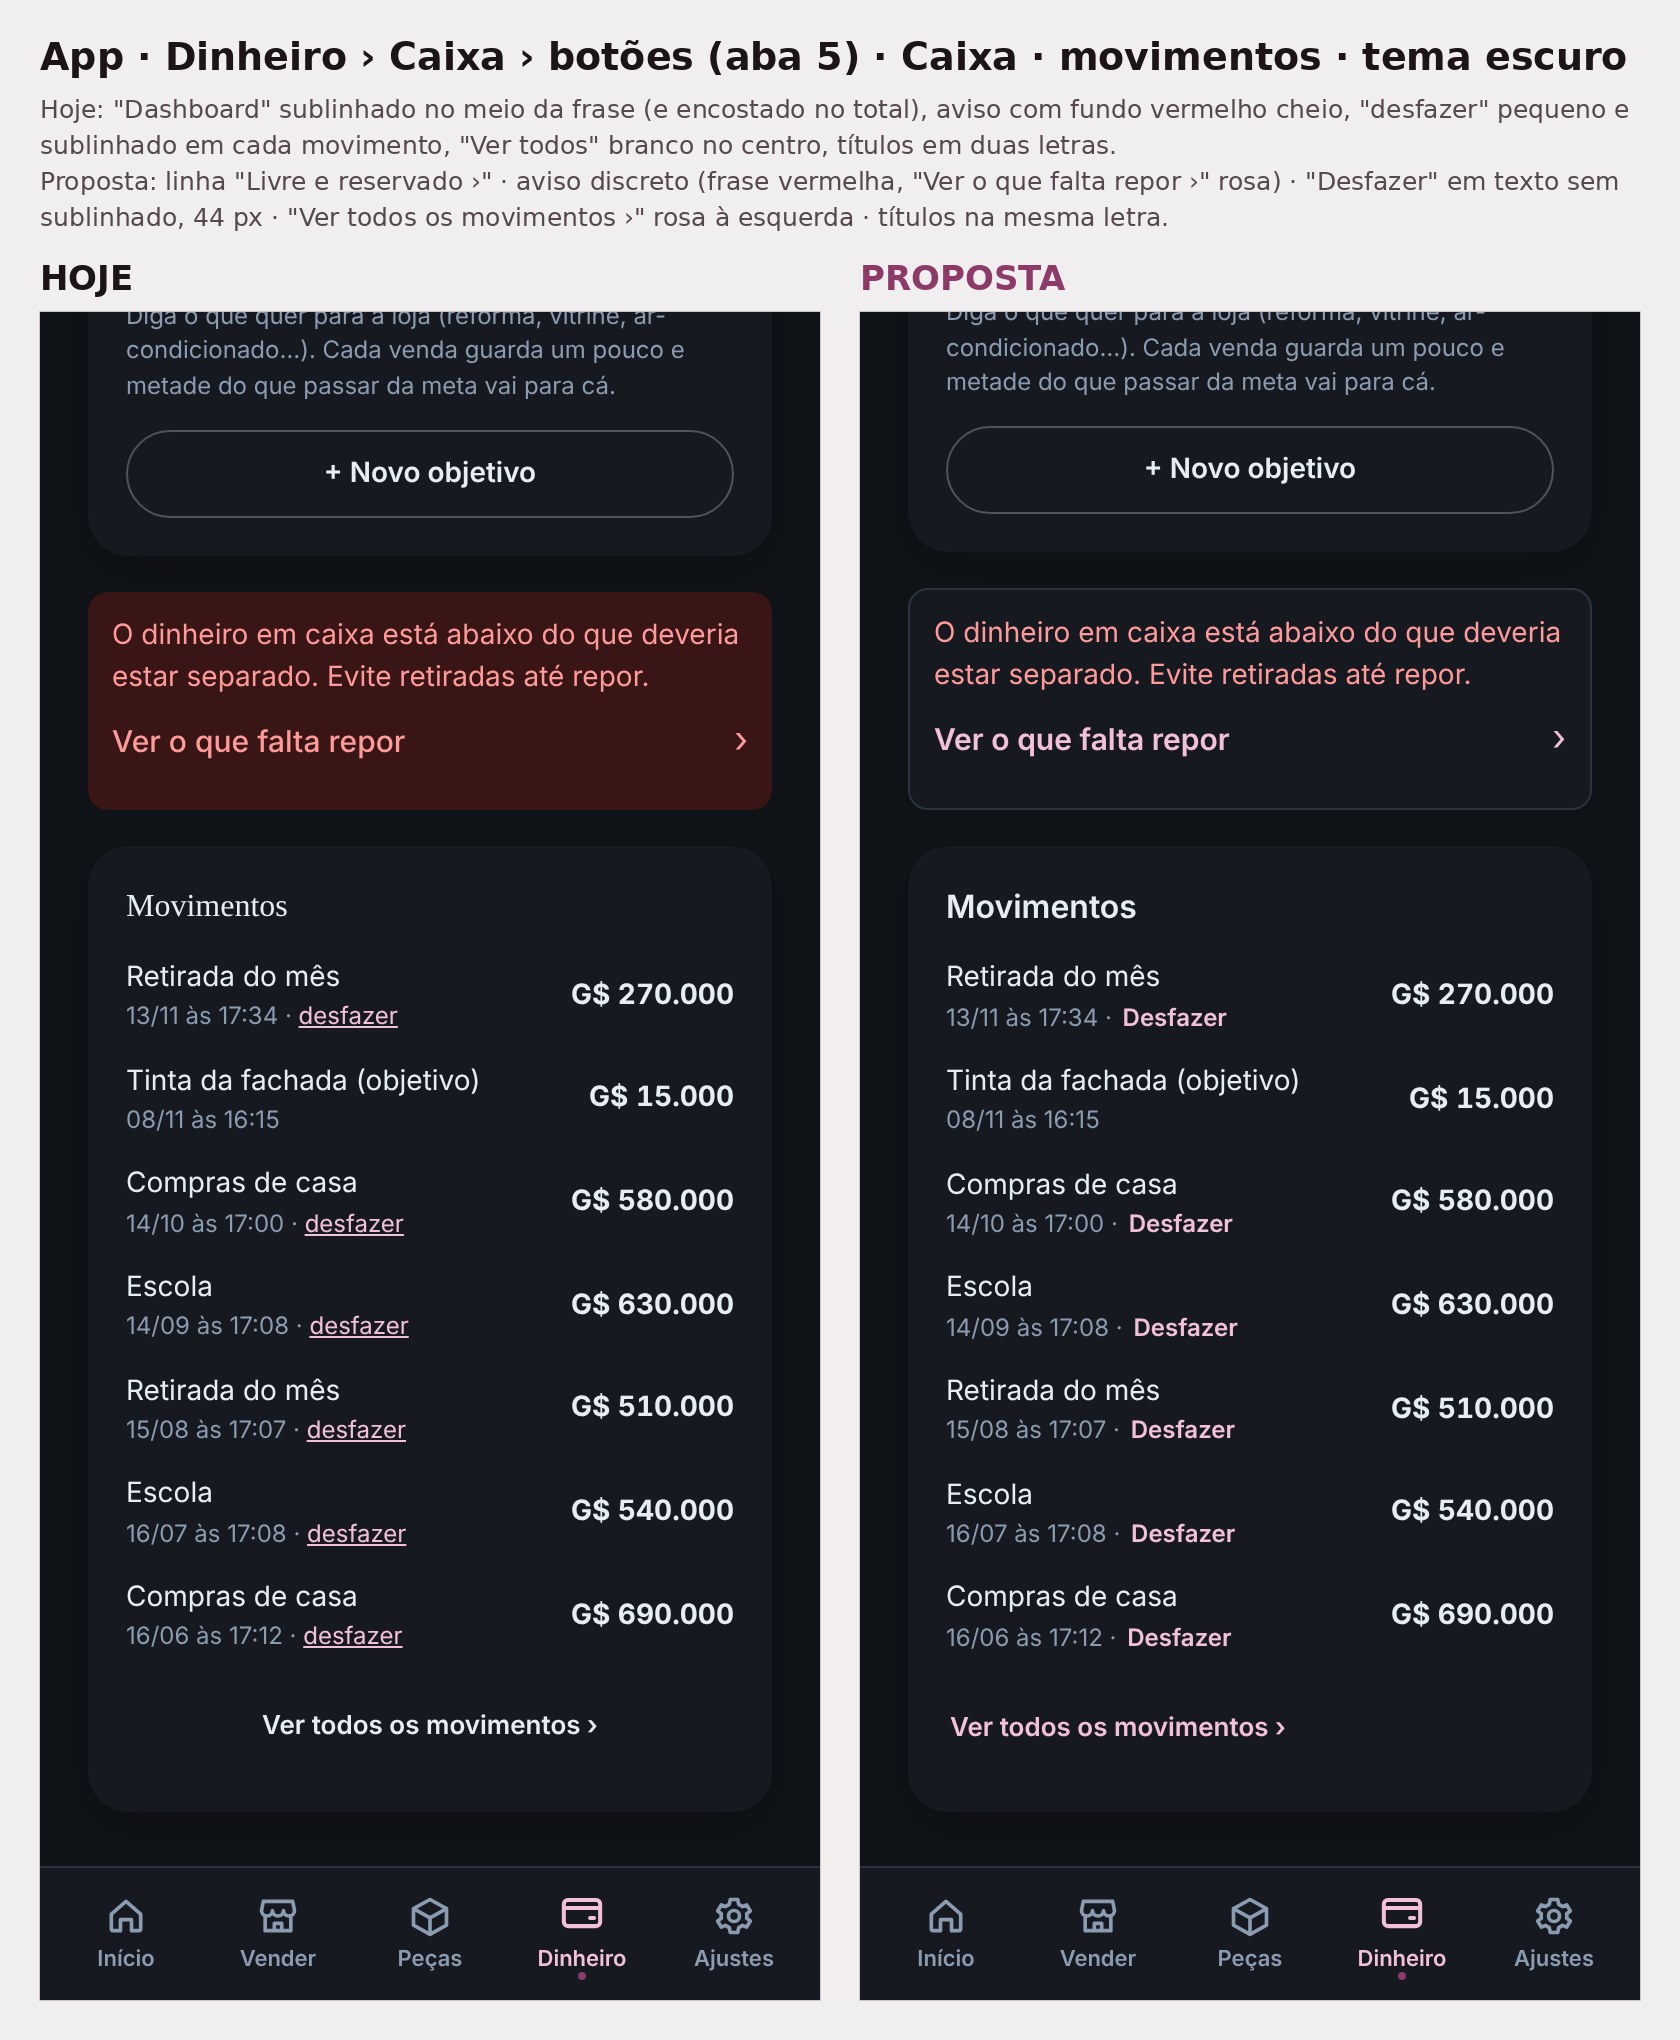 App · Dinheiro › Caixa › botões (aba 5) · Caixa · movimentos · tema escuro
Hoje: "Dashboard" sublinhado no meio da frase (e encostado no total), aviso com fundo vermelho cheio, "desfazer" pequeno e
sublinhado em cada movimento, "Ver todos" branco no centro, títulos em duas letras.
Proposta: linha "Livre e reservado ›" · aviso discreto (frase vermelha, "Ver o que falta repor ›" rosa) · "Desfazer" em texto sem
sublinhado, 44 px · "Ver todos os movimentos ›" rosa à esquerda · títulos na mesma letra.
HOJE
Diga o que quer para a loja (reforma, vitrine, ar-
condicionado...). Cada venda guarda um pouco e
metade do que passar da meta vai para cá.
+ Novo objetivo
O dinheiro em caixa está abaixo do que deveria
estar separado. Evite retiradas até repor.
Ver o que falta repor ›
Movimentos
Retirada do mês
13/11 às 17:34 · desfazer
G$ 270.000
Tinta da fachada (objetivo)
08/11 às 16:15
G$ 15.000
Compras de casa
14/10 às 17:00 · desfazer
G$ 580.000
Escola
14/09 às 17:08 · desfazer
G$ 630.000
Retirada do mês
15/08 às 17:07 · desfazer
G$ 510.000
Escola
16/07 às 17:08 · desfazer
G$ 540.000
Compras de casa
16/06 às 17:12 · desfazer
G$ 690.000
Ver todos os movimentos ›
Início
Vender
Peças
Dinheiro
Ajustes
PROPOSTA
Diga o que quer para a loja (reforma, vitrine, ar-
condicionado...). Cada venda guarda um pouco e
metade do que passar da meta vai para cá.
+ Novo objetivo
O dinheiro em caixa está abaixo do que deveria
estar separado. Evite retiradas até repor.
Ver o que falta repor ›
Movimentos
Retirada do mês
13/11 às 17:34 · Desfazer
G$ 270.000
Tinta da fachada (objetivo)
08/11 às 16:15
G$ 15.000
Compras de casa
14/10 às 17:00 · Desfazer
G$ 580.000
Escola
14/09 às 17:08 · Desfazer
G$ 630.000
Retirada do mês
15/08 às 17:07 · Desfazer
G$ 510.000
Escola
16/07 às 17:08 · Desfazer
G$ 540.000
Compras de casa
16/06 às 17:12 · Desfazer
G$ 690.000
Ver todos os movimentos ›
Início
Vender
Peças
Dinheiro
Ajustes